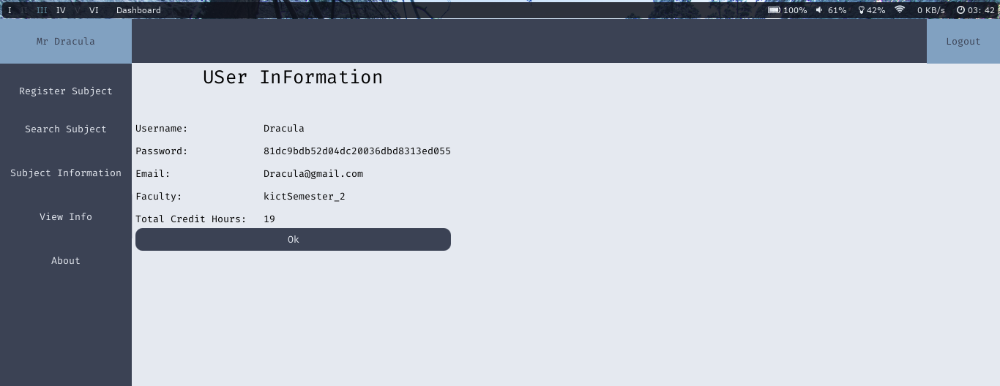 I II III IV V VI Dashboard 100% 61% 42% 0 KB/s 03: 42
Mr Dracula Logout
USer InFormation
Register Subject
Search Subject
Subject Information
View Info
About
Username: Dracula
Password: 81dc9bdb52d04dc20036dbd8313ed055
Email: Dracula@gmail.com
Faculty: kictSemester_2
Total Credit Hours: 19
Ok